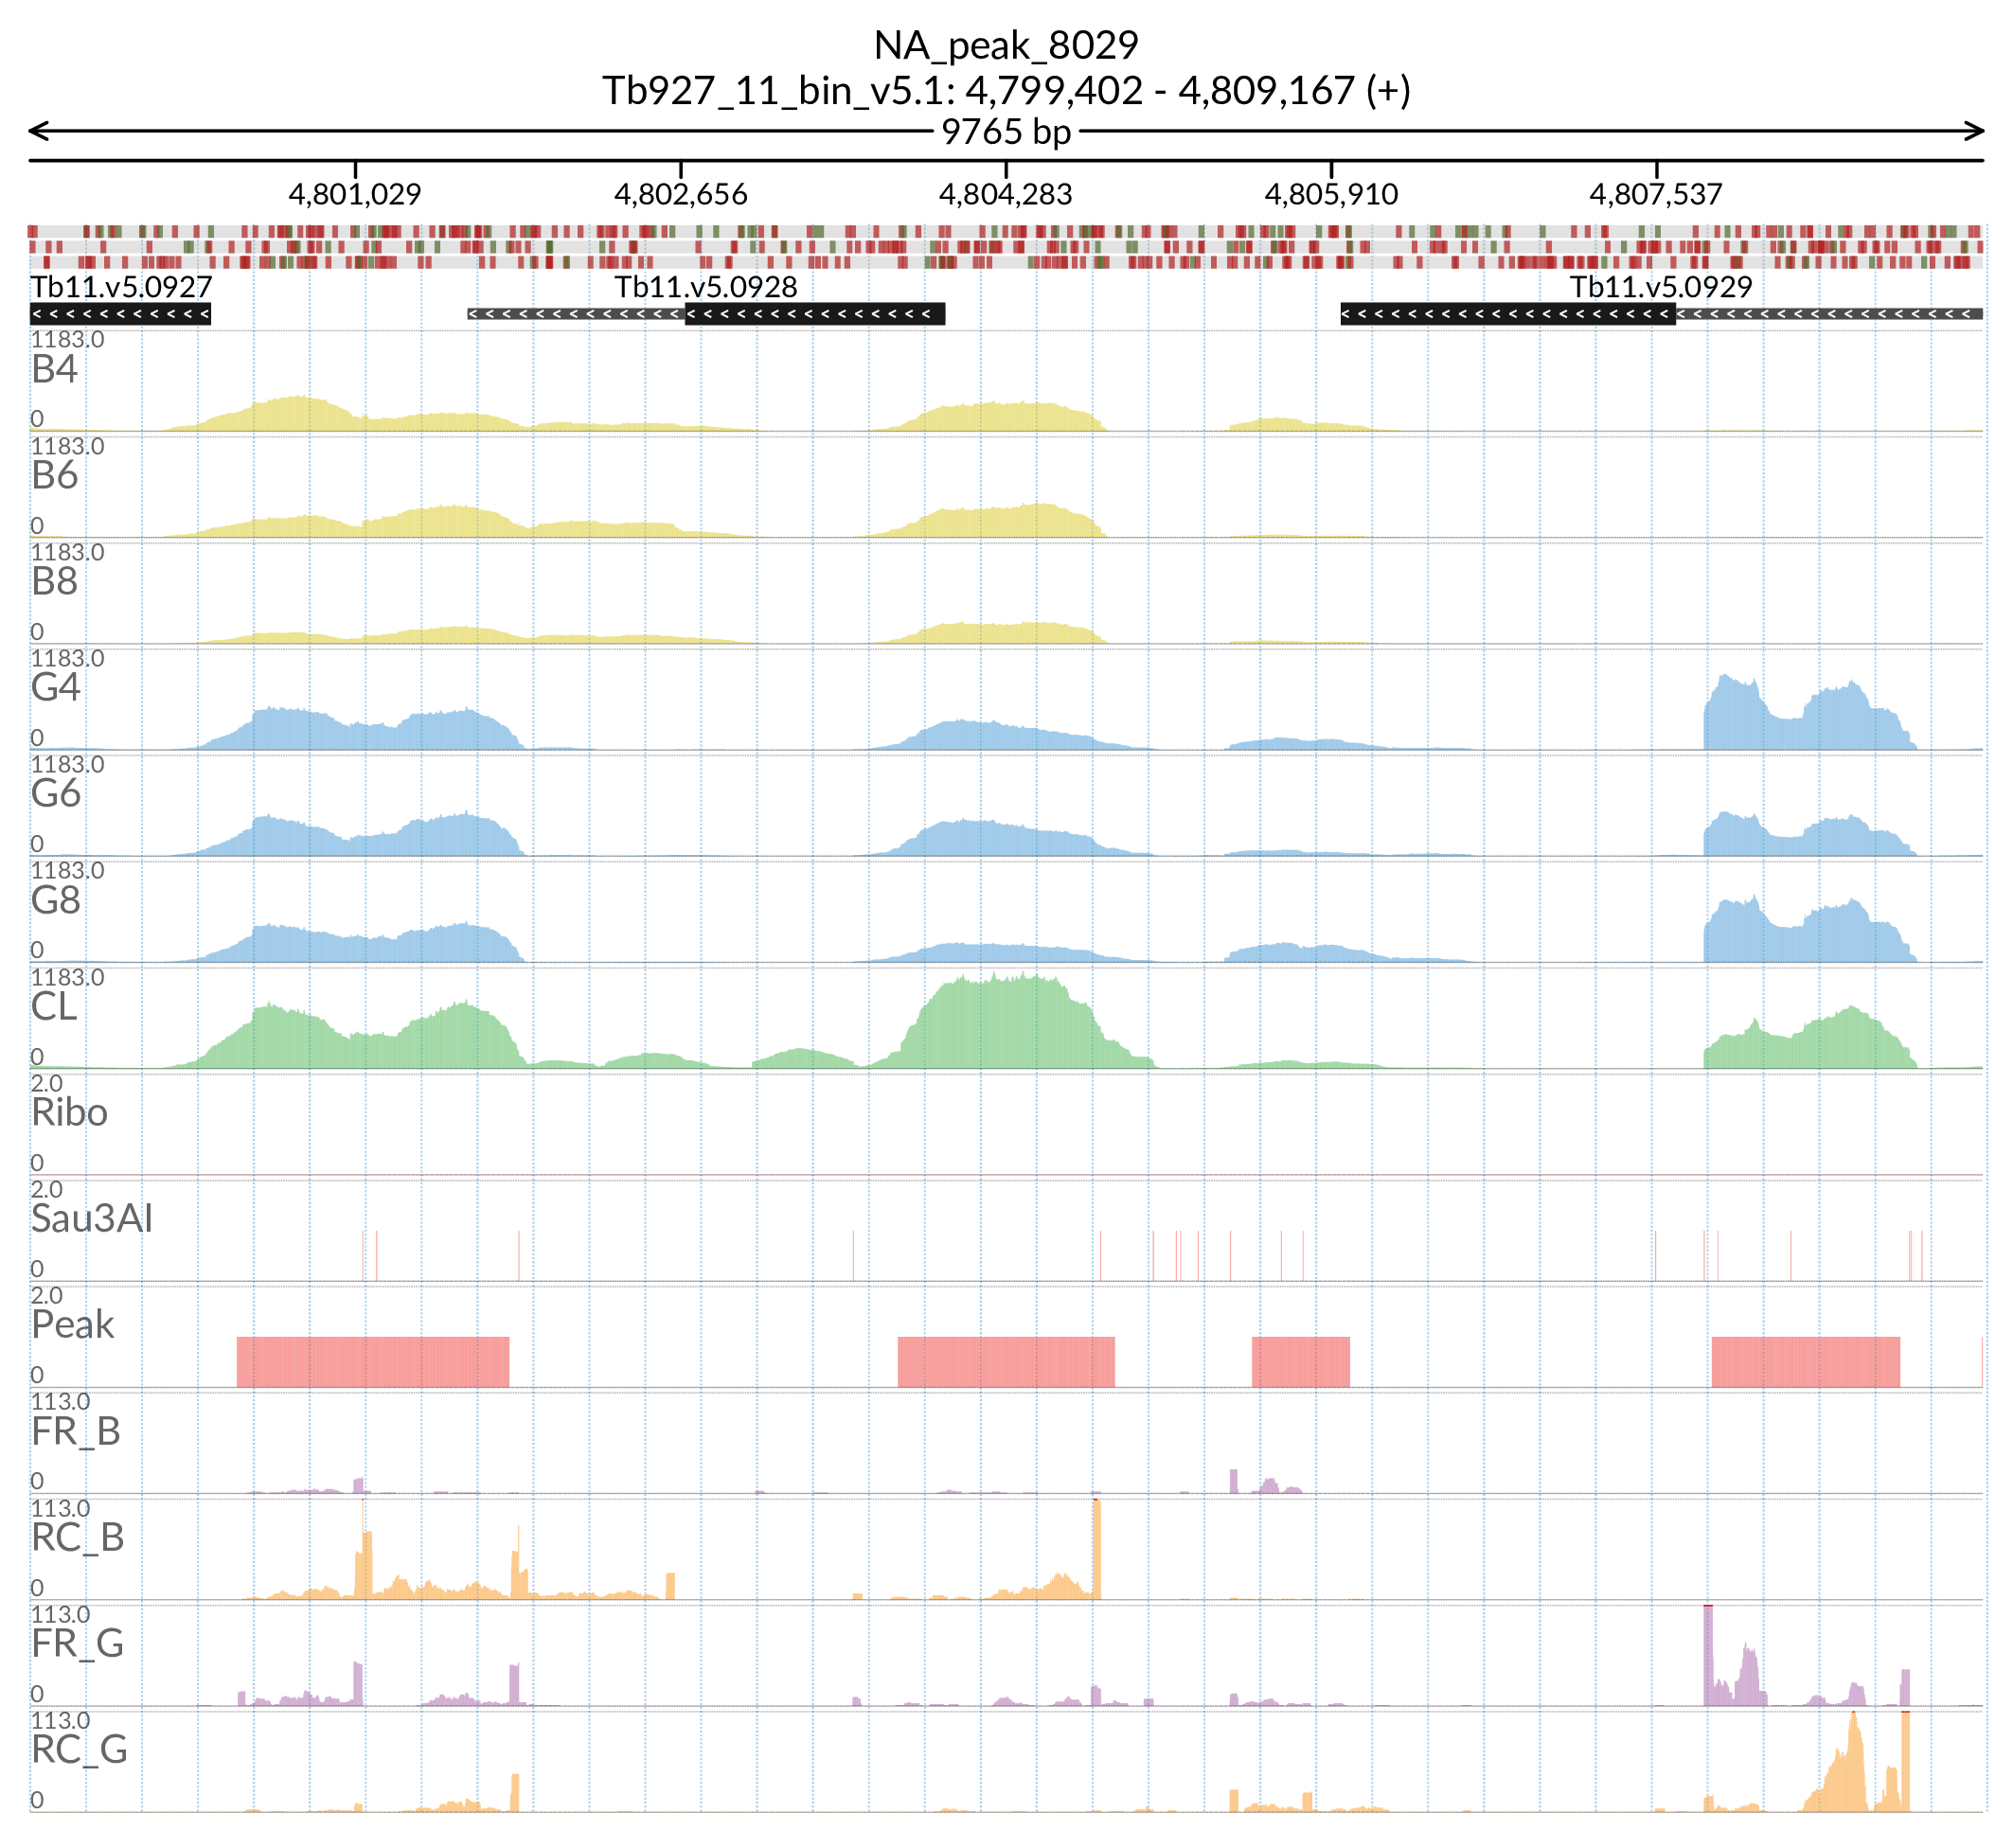 NA_peak_8029
Tb927_11_bin_v5.1: 4,799,402 - 4,809,167 (+)
9765 bp
4,801,029 4,802,656 4,804,283 4,805,910 4,807,537
Tb11.v5.0927 Tb11.v5.0928 Tb11.v5.0929
1183.0
B4
0
1183.0
B6
0
1183.0
B8
0
1183.0
G4
0
1183.0
G6
0
1183.0
G8
0
1183.0
CL
0
2.0
Ribo
0
2.0
Sau3AI
0
2.0
Peak
0
113.0
FR_B
0
113.0
RC_B
0
113.0
FR_G
0
113.0
RC_G
0